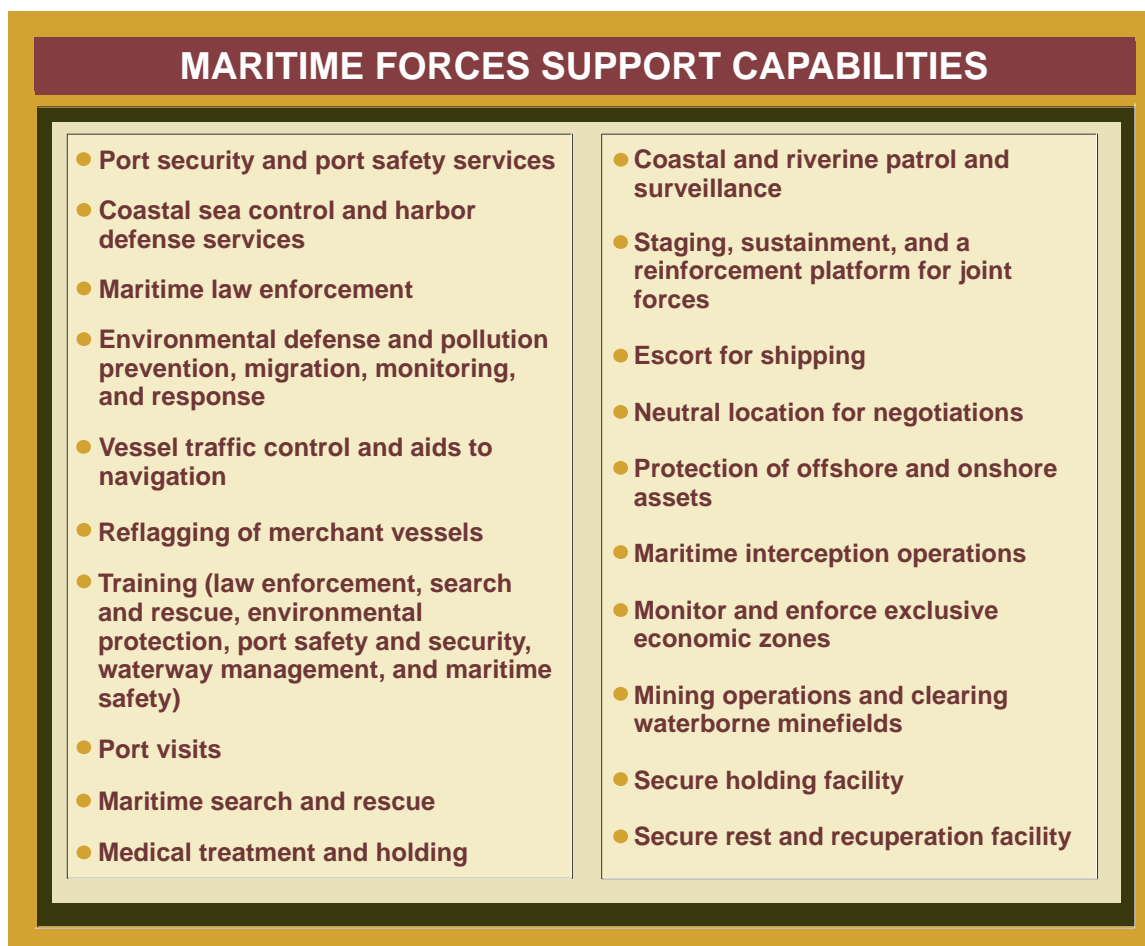 MARITIME FORCES SUPPORT CAPABILITIES
Port security and port safety services
Coastal sea control and harbor
defense services
Maritime law enforcement
Environmental defense and pollution
prevention, migration, monitoring,
and response
Vessel traffic control and aids to
navigation
Reflagging of merchant vessels
Training (law enforcement, search
and rescue, environmental
protection, port safety and security,
waterway management, and maritime
safety)
Port visits
Maritime search and rescue
Medical treatment and holding
Coastal and riverine patrol and
surveillance
Staging, sustainment, and a
reinforcement platform for joint
forces
Escort for shipping
Neutral location for negotiations
Protection of offshore and onshore
assets
Maritime interception operations
Monitor and enforce exclusive
economic zones
Mining operations and clearing
waterborne minefields
Secure holding facility
Secure rest and recuperation facility